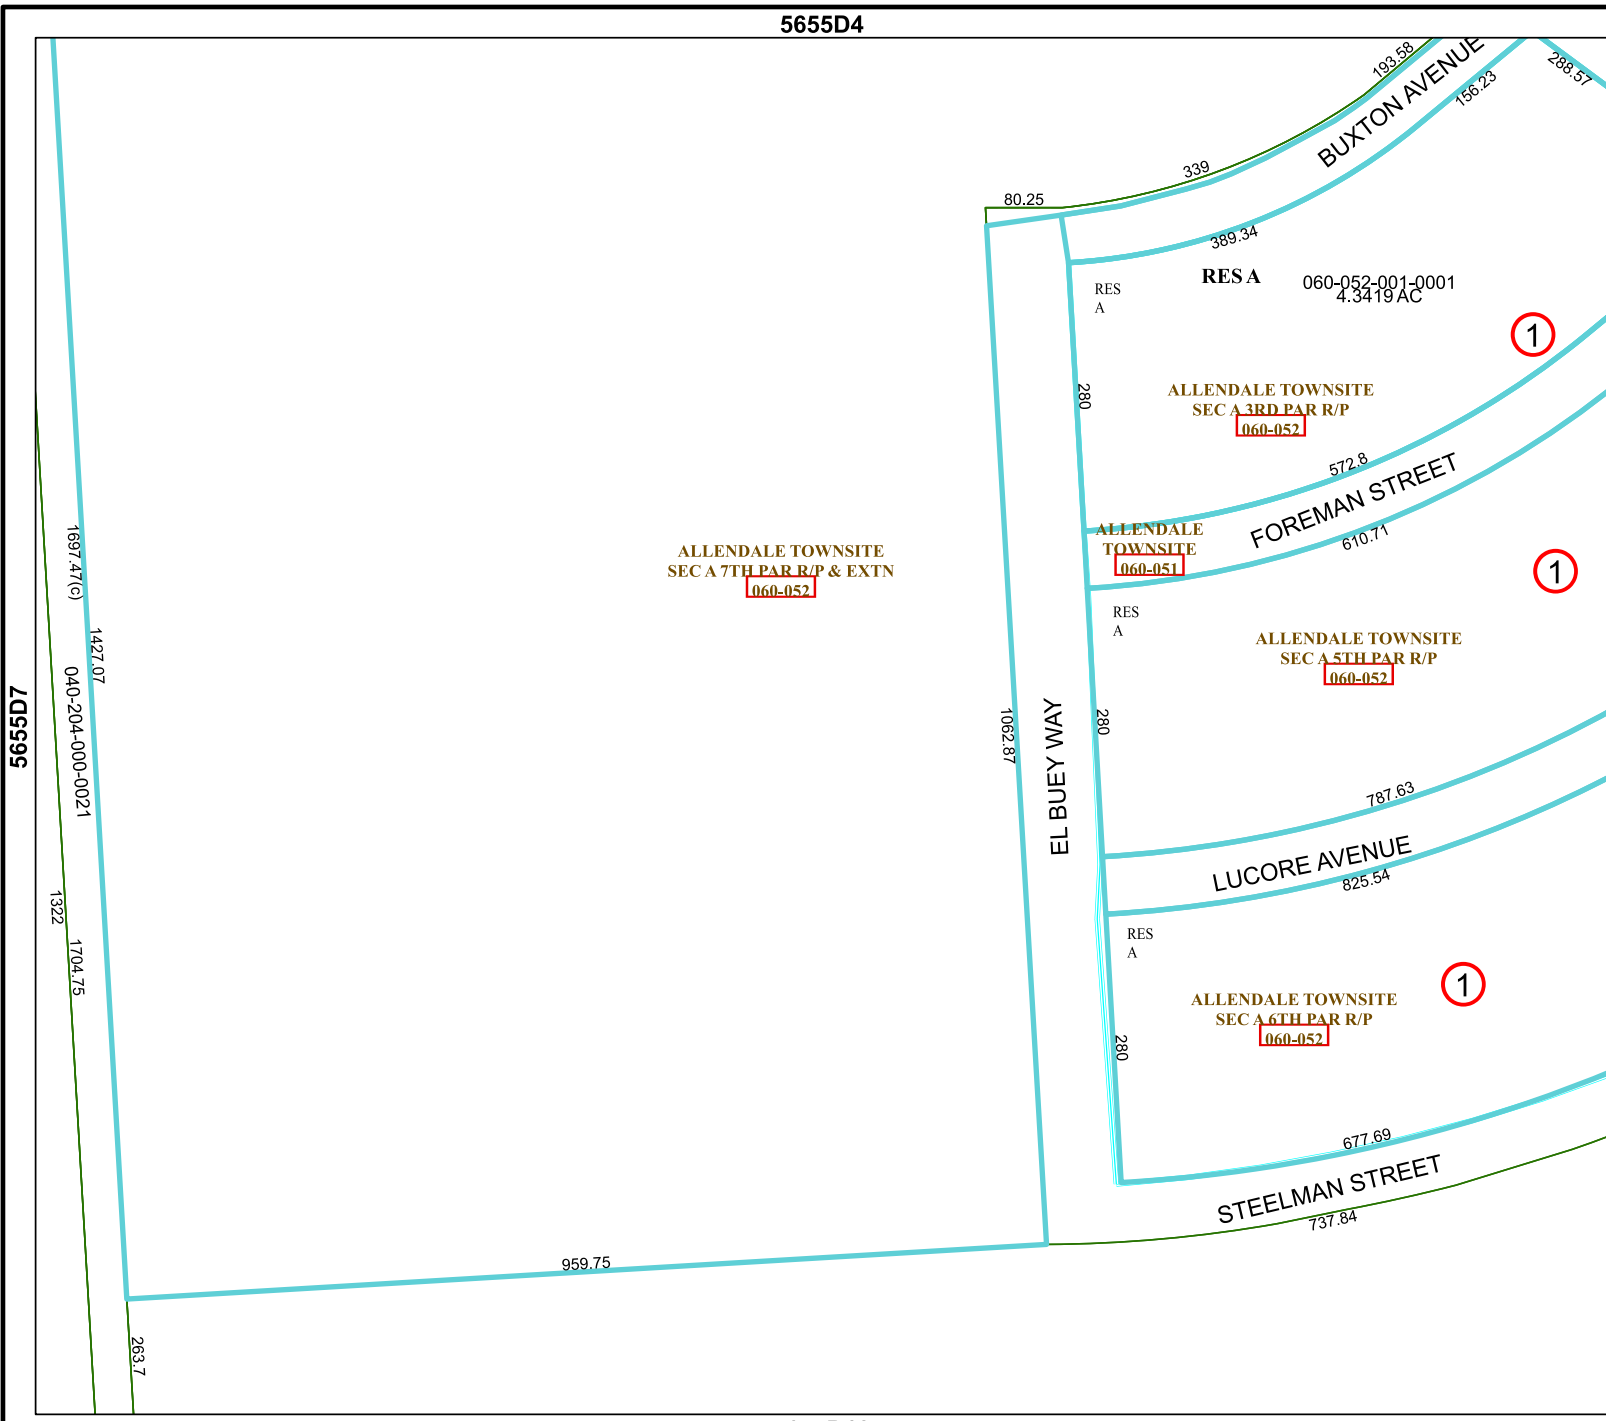 5655D4
193.58
BUXTON AVENUE
156.23
288.57
339
80.25
389.34
RES A
060-052-001-0001
4.3419 AC
RES
A
1
280
ALLENDALE TOWNSITE
SEC A 3RD PAR R/P
060-052
572.8
FOREMAN STREET
610.71
ALLENDALE
TOWNSITE
060-051
1697.47(c)
ALLENDALE TOWNSITE
SEC A 7TH PAR R/P & EXTN
060-052
1
RES
A
1427.07
ALLENDALE TOWNSITE
SEC A 5TH PAR R/P
060-052
5655D7
040-204-000-0021
1062.87
EL BUEY WAY
280
787.63
LUCORE AVENUE
825.54
1322
1704.75
RES
A
1
ALLENDALE TOWNSITE
SEC A 6TH PAR R/P
060-052
280
677.69
STEELMAN STREET
737.84
959.75
263.7